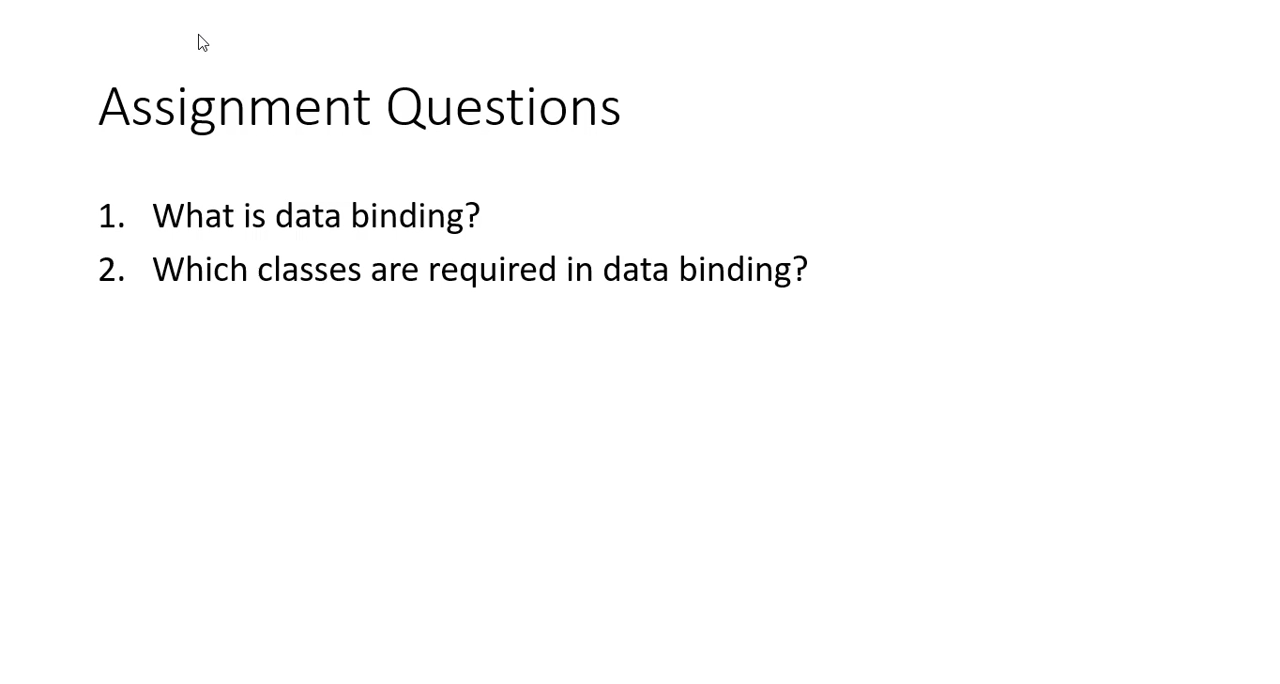 Assignment Questions
1. What is data binding?
2. Which classes are required in data binding?